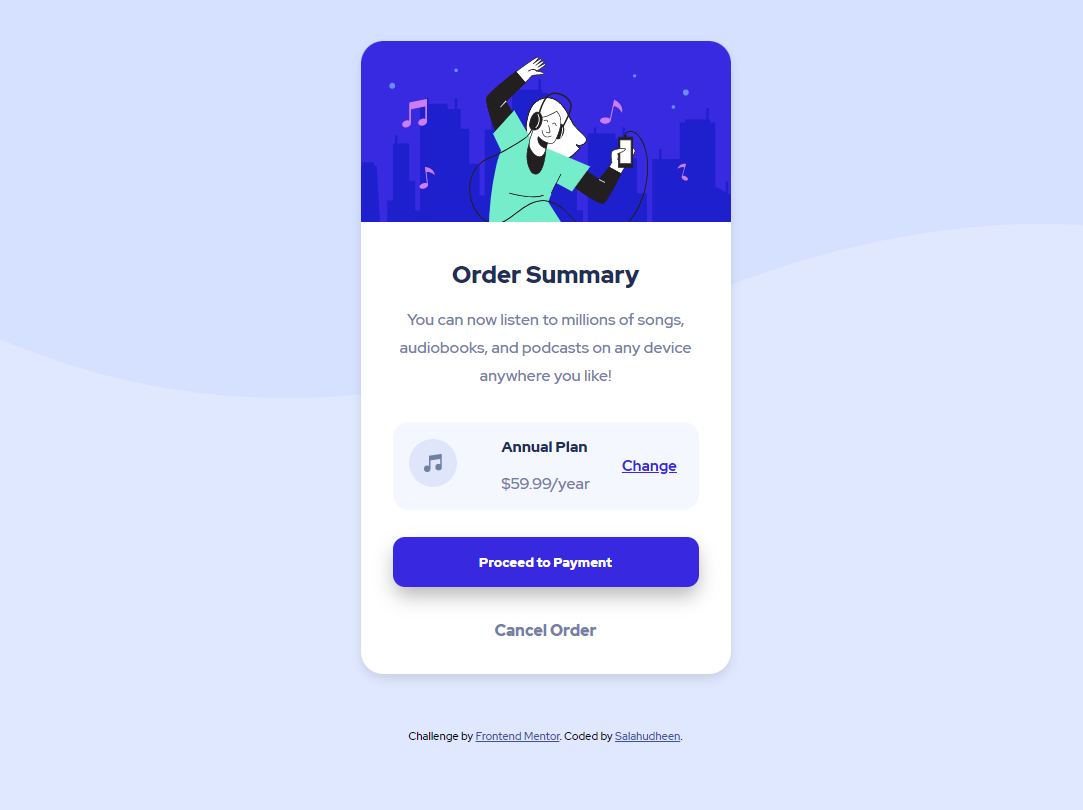 Order Summary
You can now listen to millions of songs,
audiobooks, and podcasts on any device
anywhere you like!
Annual Plan
$59.99/year
Change
Proceed to Payment
Cancel Order
Challenge by Frontend Mentor. Coded by Salahudheen.